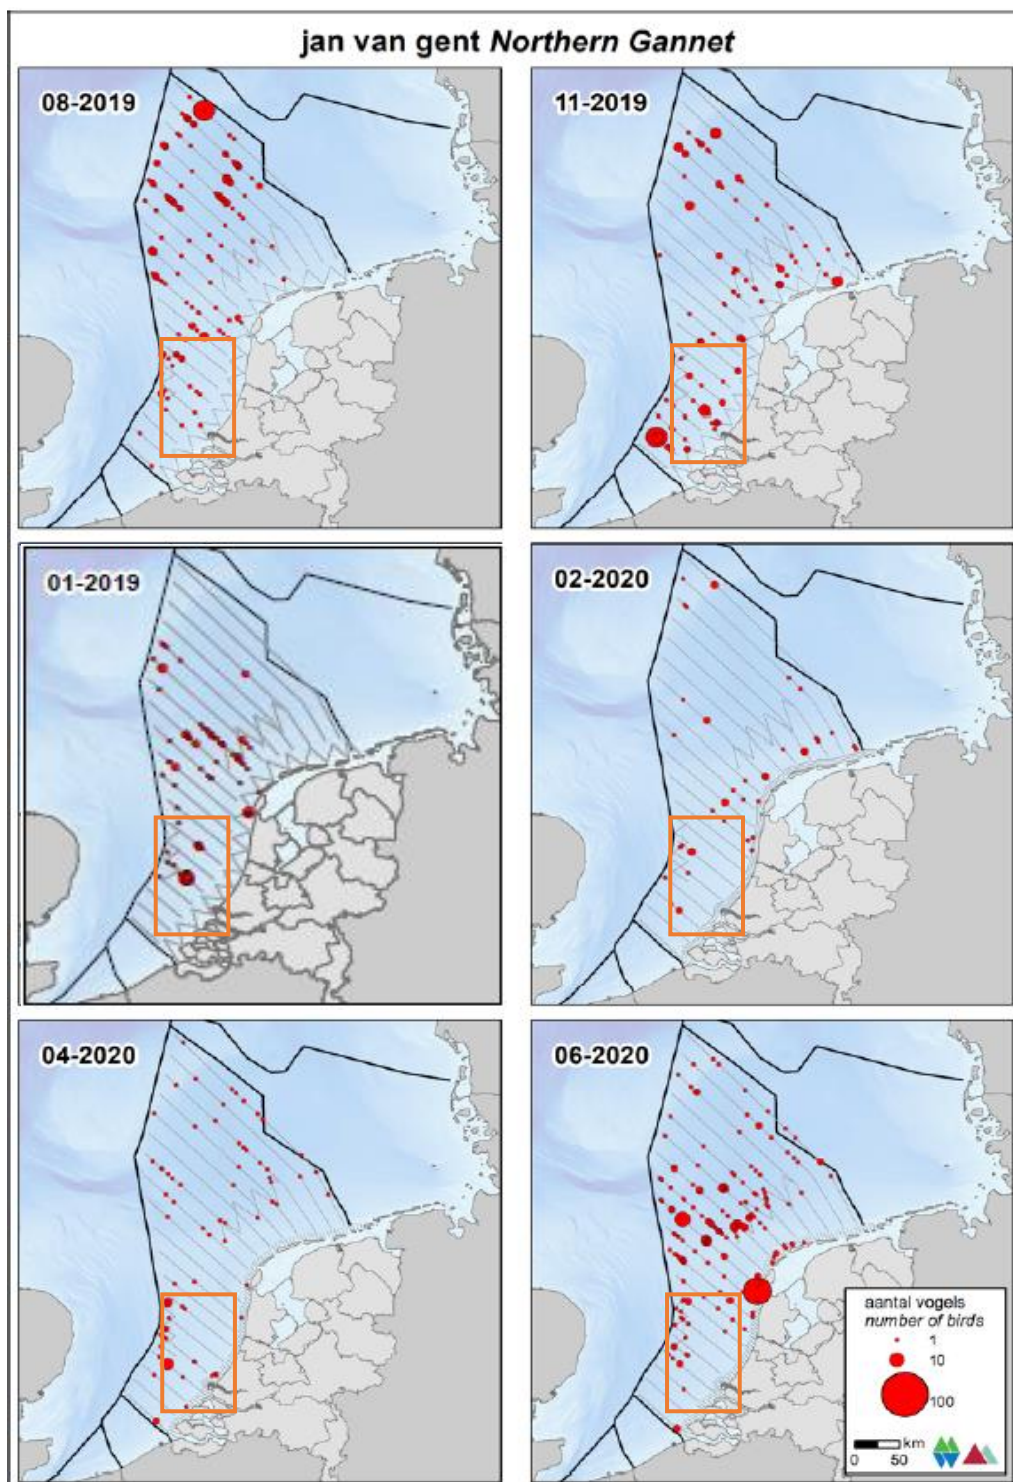 jan van gent Northern Gannet
08-2019
11-2019
01-2019
02-2020
04-2020
06-2020
aantal vogels
number of birds
1
10
100
km
0 50